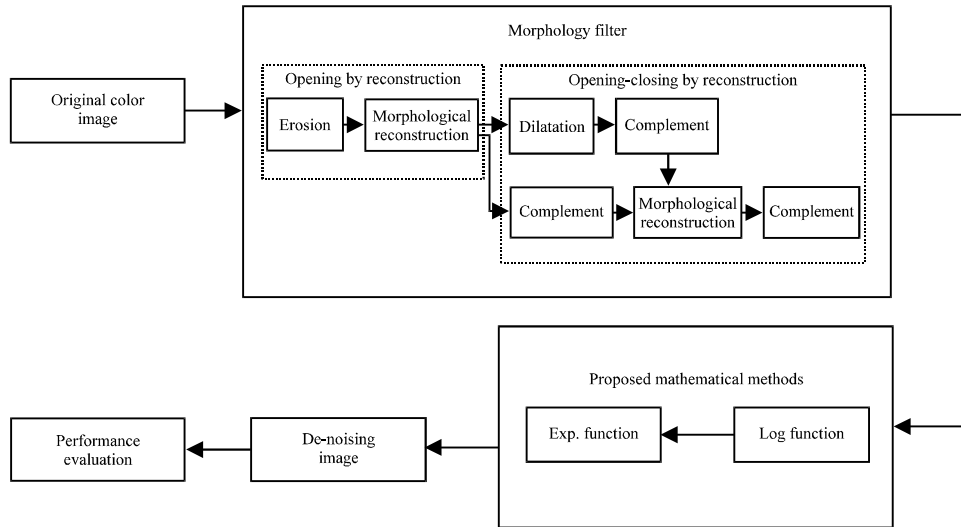 Morphology filter
Original color
image
Opening by reconstruction
Erosion
Morphological
reconstruction
Opening-closing by reconstruction
Dilatation
Complement
Complement
Morphological
reconstruction
Complement
Proposed mathematical methods
Log function
Exp. function
De-noising
image
Performance
evaluation